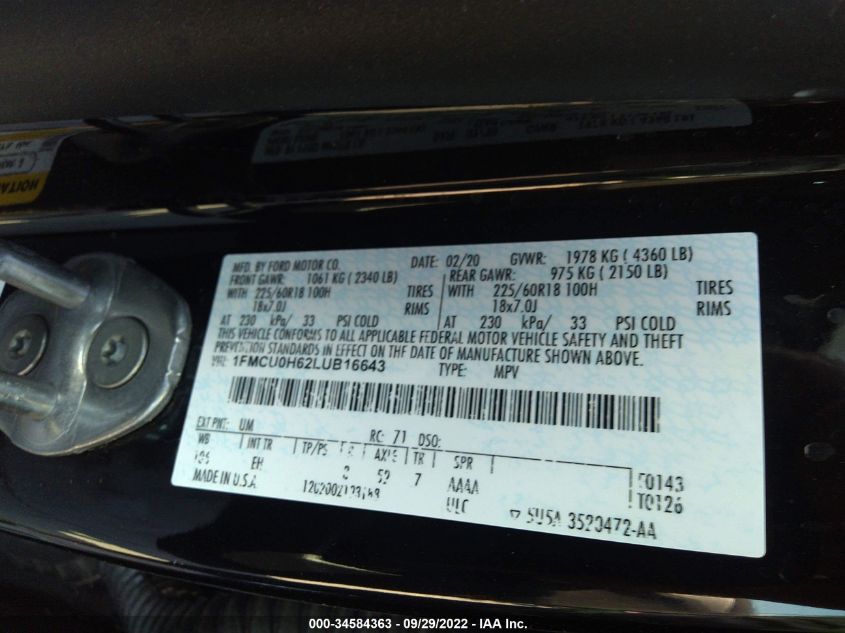 MFD. BY FORD MOTOR CO. DATE: 02/20 GVWR: 1978 KG ( 4360 LB)
FRONT GAWR: 1061 KG ( 2340 LB) REAR GAWR: 975 KG ( 2150 LB)
WITH 225/60R18 100H TIRES WITH 225/60R18 100H TIRES
18x7.0J RIMS 18x7.0J RIMS
AT 230 kPa/ 33 PSI COLD AT 230 kPa/ 33 PSI COLD
THIS VEHICLE CONFORMS TO ALL APPLICABLE FEDERAL MOTOR VEHICLE SAFETY AND THEFT
PREVENTION STANDARDS IN EFFECT ON THE DATE OF MANUFACTURE SHOWN ABOVE.
VIN: 1FMCU0H62LUB16643 TYPE: MPV
EXT PNT: UM RC: 71 DSO:
WB INT TR TP/PS R AXLE TR SPR
EH 52 7 AAAA F0143
MADE IN U.S.A. ULC T0126
3520472-AA
000-34584363 - 09/29/2022 - IAA Inc.